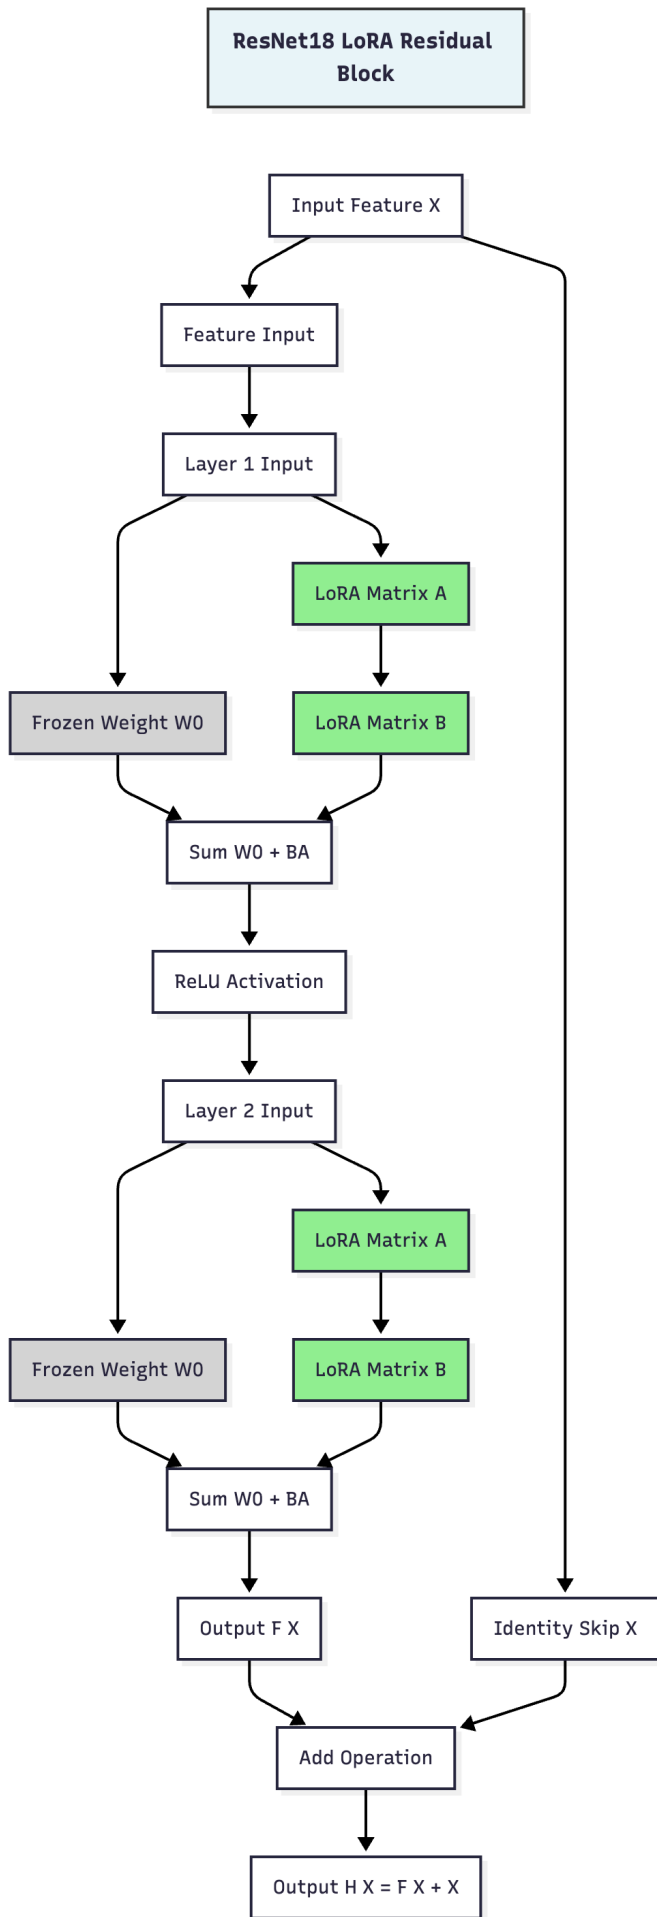 ResNet18 LoRA Residual
Block
Input Feature X
Feature Input
Layer 1 Input
LoRA Matrix A
Frozen Weight W0
LoRA Matrix B
Sum W0 + BA
ReLU Activation
Layer 2 Input
LoRA Matrix A
Frozen Weight W0
LoRA Matrix B
Sum W0 + BA
Output F X
Identity Skip X
Add Operation
Output H X = F X + X